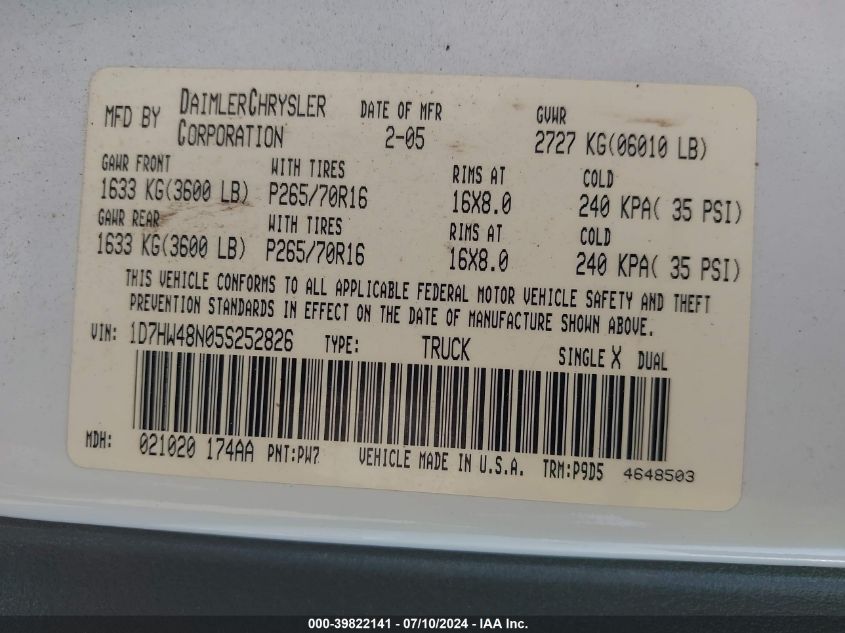 MFD BY DAIMLERCHRYSLER CORPORATION DATE OF MFR 2-05 GVWR 2727 KG(06010 LB)
GAWR FRONT WITH TIRES RIMS AT COLD
1633 KG(3600 LB) P265/70R16 16X8.0 240 KPA( 35 PSI)
GAWR REAR WITH TIRES RIMS AT COLD
1633 KG(3600 LB) P265/70R16 16X8.0 240 KPA( 35 PSI)
THIS VEHICLE CONFORMS TO ALL APPLICABLE FEDERAL MOTOR VEHICLE SAFETY AND THEFT
PREVENTION STANDARDS IN EFFECT ON THE DATE OF MANUFACTURE SHOWN ABOVE.
VIN: 1D7HW48N05S252826 TYPE: TRUCK SINGLE X DUAL
MDH: 021020 174AA PNT:PW7 VEHICLE MADE IN U.S.A. TRM:P9D5 4648503
000-39822141 - 07/10/2024 - IAA Inc.